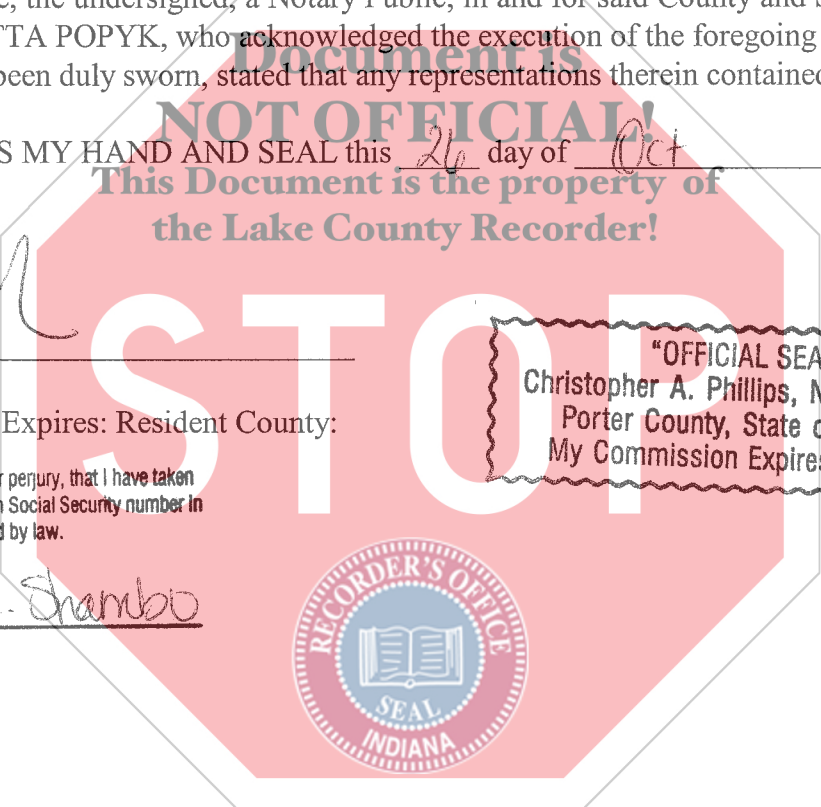 e, the undersigned, a Notary Public, in and for said County and s
TTA POPYK, who acknowledged the execution of the foregoing
Document is
been duly sworn, stated that any representations therein contained
NOT OFFICIAL!
S MY HAND AND SEAL this 26 day of Oct
This Document is the property of
the Lake County Recorder!
STOP
"OFFICIAL SEA
Christopher A. Phillips, N
Porter County, State o
My Commission Expires
Expires: Resident County:
r perjury, that I have taken
h Social Security number in
d by law.
Shambo
RECORDER'S OFFICE
SEAL
INDIANA